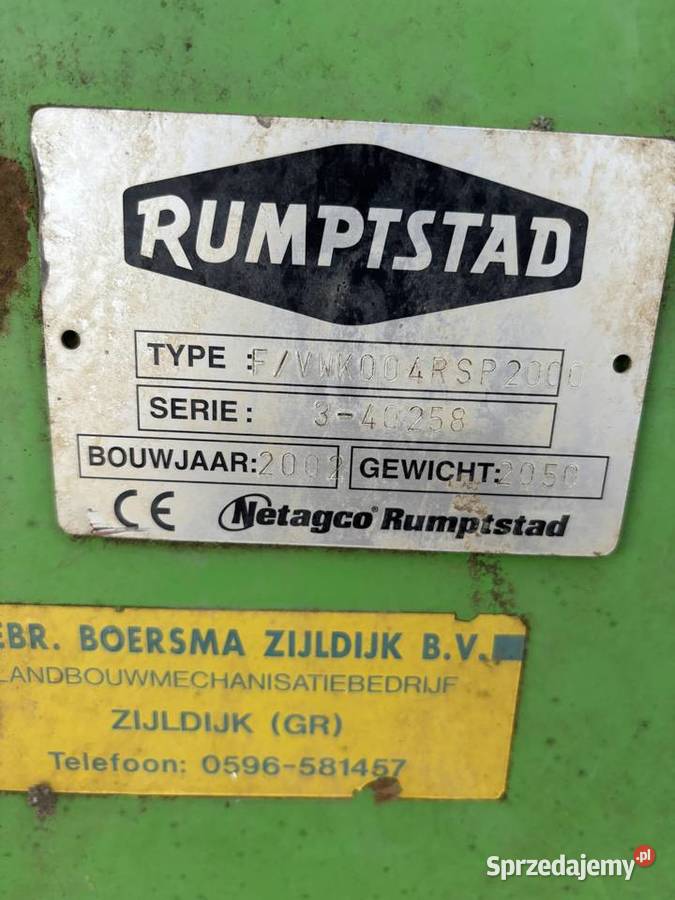 RUMPTSTAD
TYPE : F/VWK004RSP2000
SERIE: 3-40258
BOUWJAAR: 2002 GEWICHT: 2050
CE Netagco® Rumptstad
EBR. BOERSMA ZIJLDIJK B.V.
LANDBOUWMECHANISATIEBEDRIJF
ZIJLDIJK (GR)
Telefoon: 0596-581457
Sprzedajemy.pl